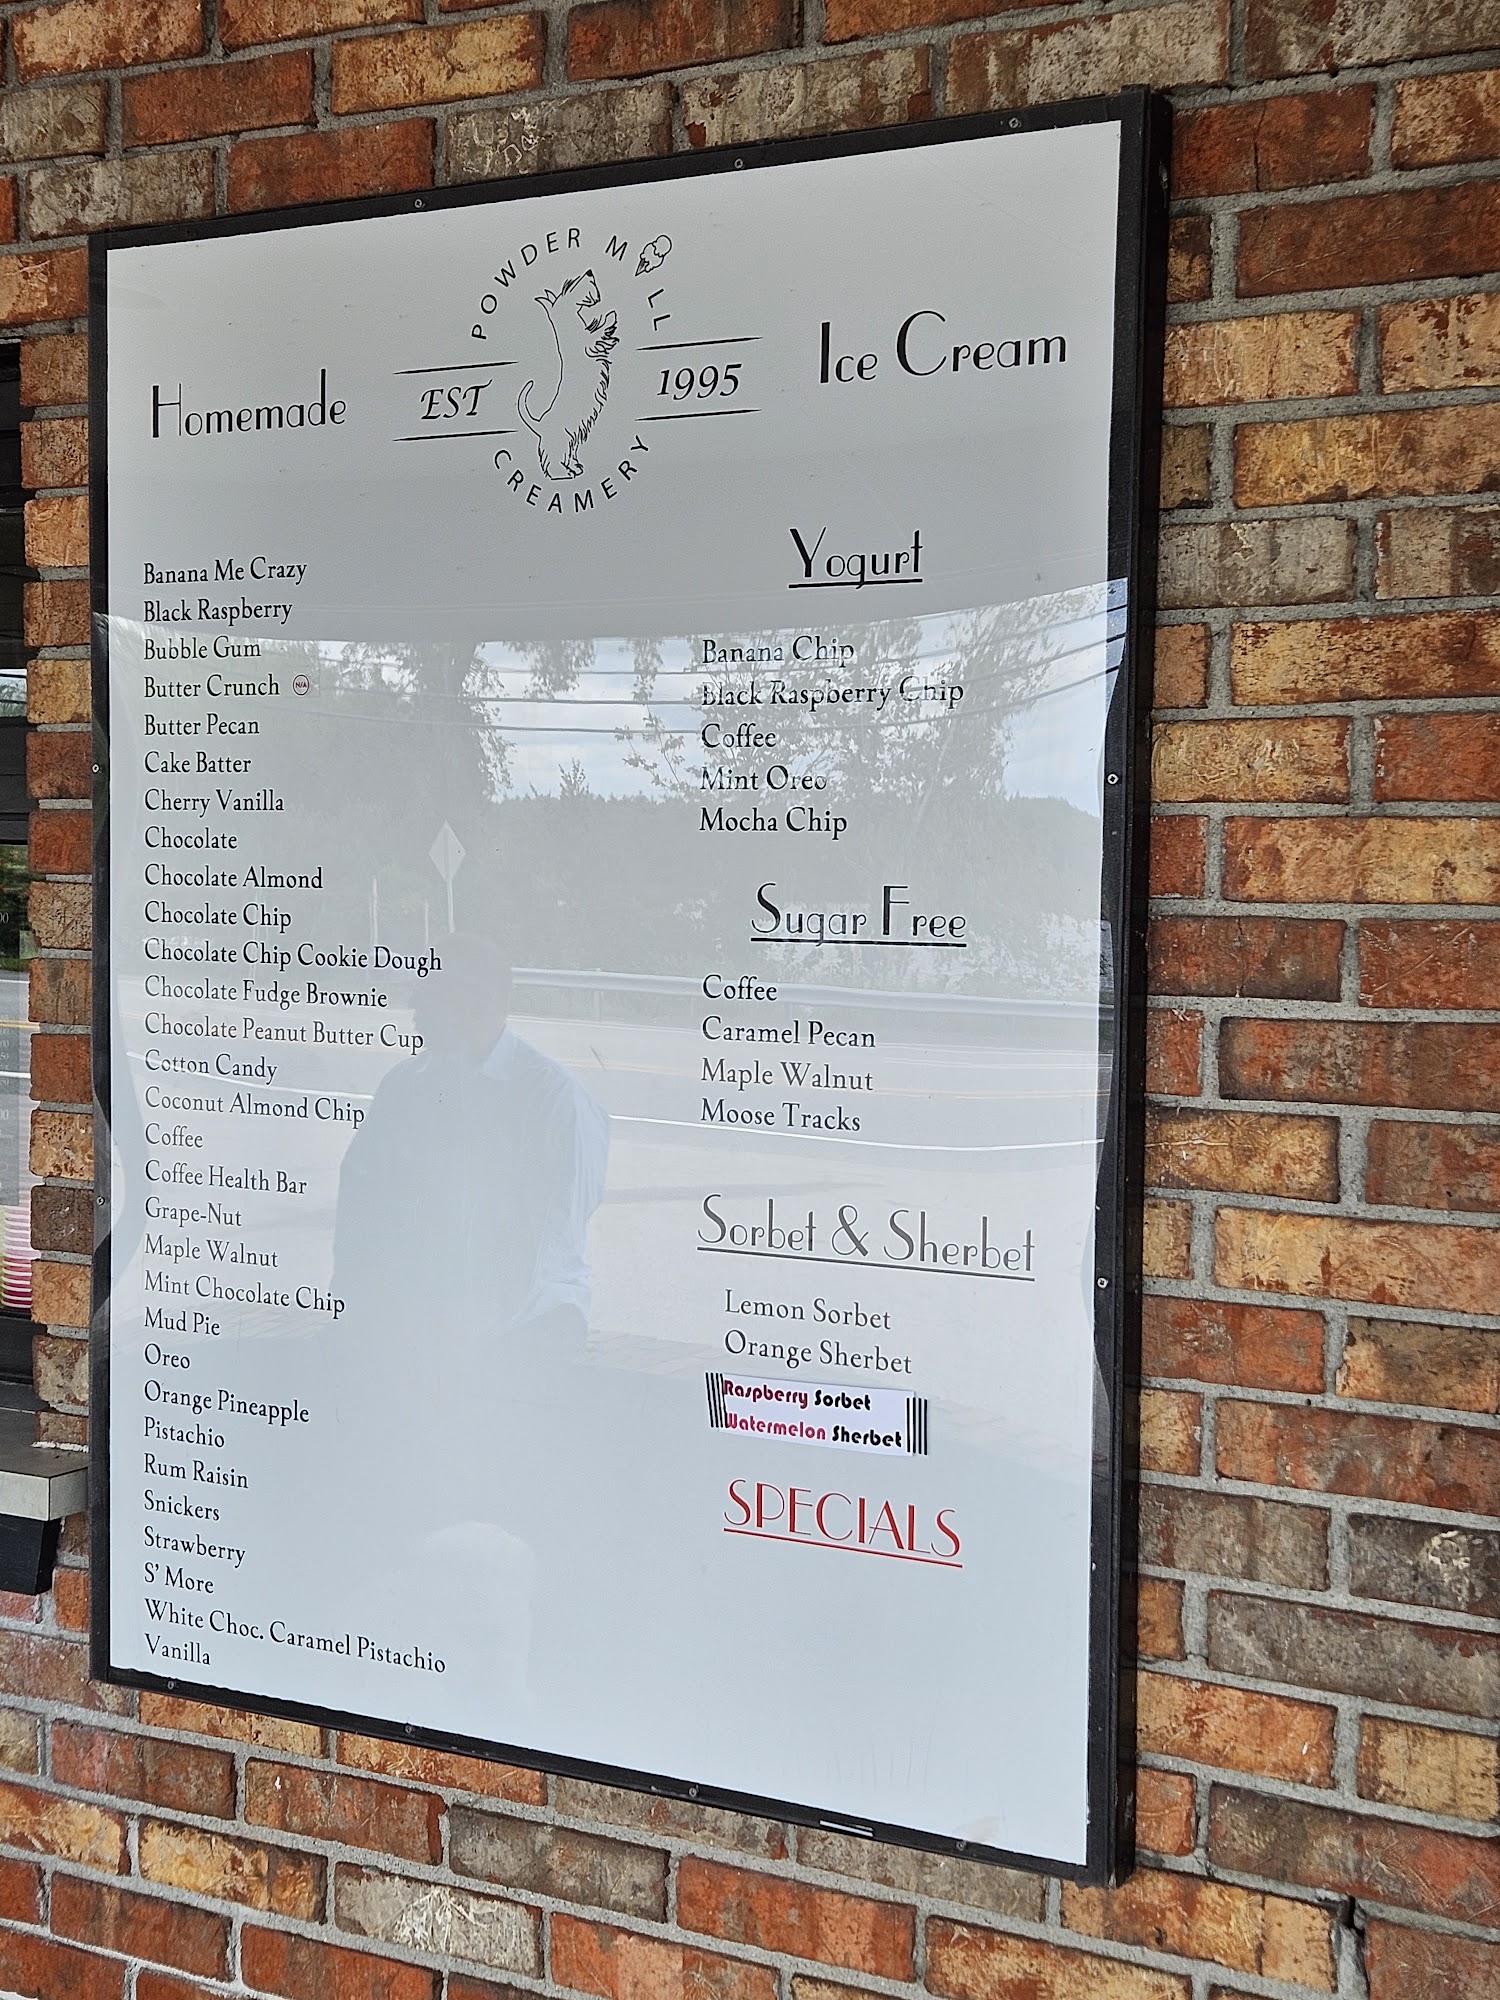 POWDER MILL
Homemade
EST
1995
Ice Cream
CREAMERY
Banana Me Crazy
Black Raspberry
Bubble Gum
Butter Crunch N/A
Butter Pecan
Cake Batter
Cherry Vanilla
Chocolate
Chocolate Almond
Chocolate Chip
Chocolate Chip Cookie Dough
Chocolate Fudge Brownie
Chocolate Peanut Butter Cup
Cotton Candy
Coconut Almond Chip
Coffee
Coffee Health Bar
Grape-Nut
Maple Walnut
Mint Chocolate Chip
Mud Pie
Oreo
Orange Pineapple
Pistachio
Rum Raisin
Snickers
Strawberry
S' More
White Choc. Caramel Pistachio
Vanilla
Yogurt
Banana Chip
Black Raspberry Chip
Coffee
Mint Oreo
Mocha Chip
Sugar Free
Coffee
Caramel Pecan
Maple Walnut
Moose Tracks
Sorbet & Sherbet
Lemon Sorbet
Orange Sherbet
Raspberry Sorbet
Watermelon Sherbet
SPECIALS